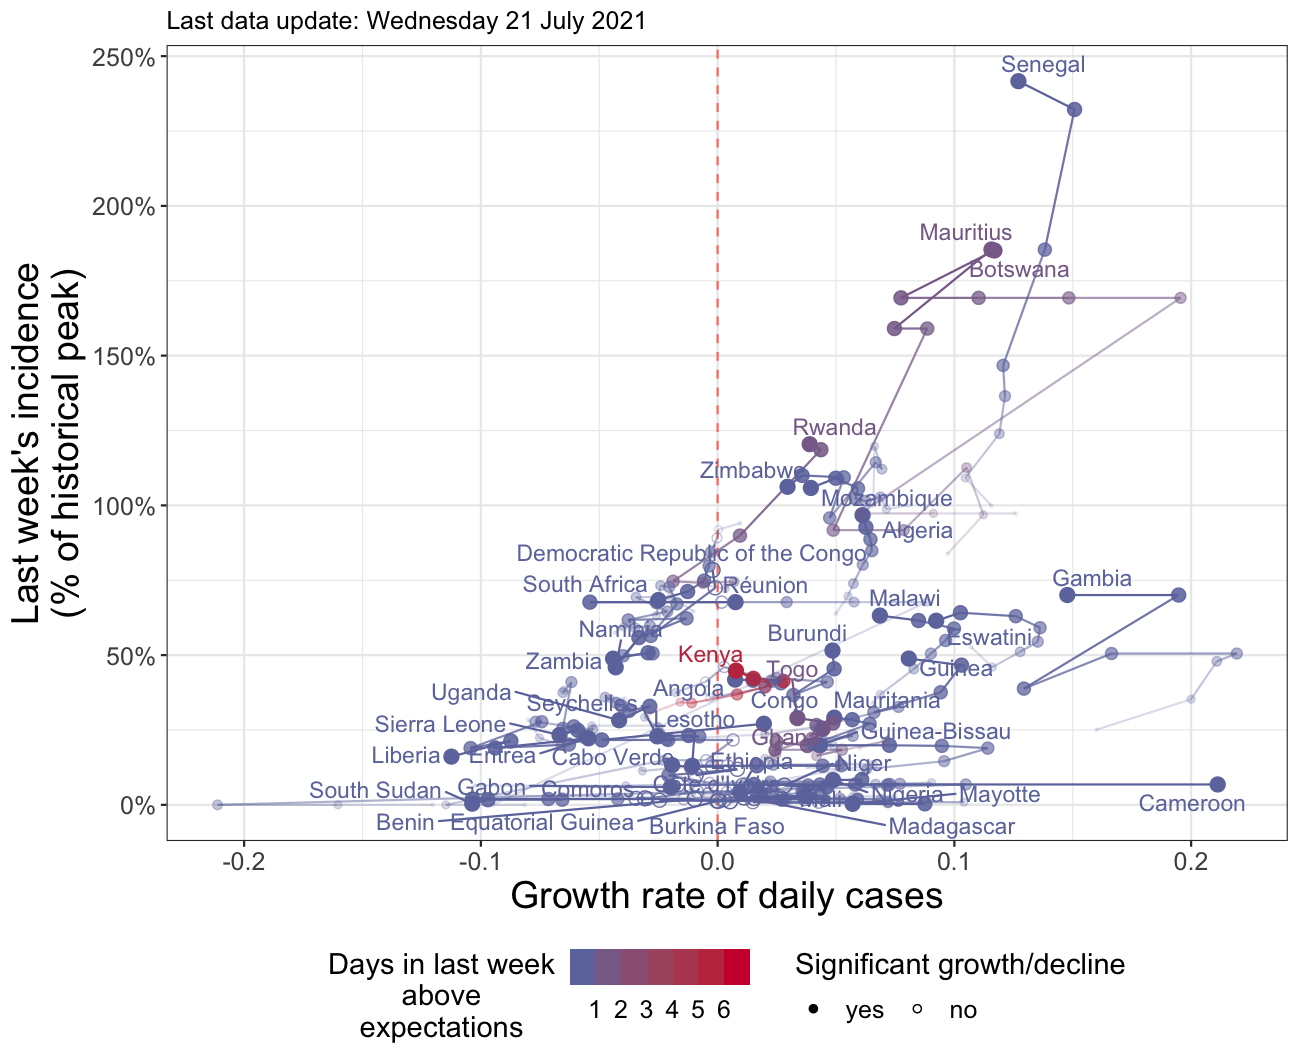 Last data update: Wednesday 21 July 2021
250%
200%
150%
100%
50%
0%
Last week's incidence
(% of historical peak)
Senegal
Mauritius
Botswana
Rwanda
Zimbabwe
Mozambique
Algeria
Democratic Republic of the Congo
South Africa
Réunion
Gambia
Malawi
Namibia
Burundi
Eswatini
Zambia
Kenya
Togo
Guinea
Uganda
Angola
Seychelles
Congo
Mauritania
Sierra Leone
Lesotho
Ghana
Guinea-Bissau
Liberia
Eritrea
Cabo Verde
Ethiopia
Niger
South Sudan
Gabon
Comoros
Mali
Nigeria
Mayotte
Cameroon
Benin
Equatorial Guinea
Burkina Faso
Madagascar
-0.2
-0.1
0.0
0.1
0.2
Growth rate of daily cases
Days in last week
above
expectations
1 2 3 4 5 6
Significant growth/decline
yes
no